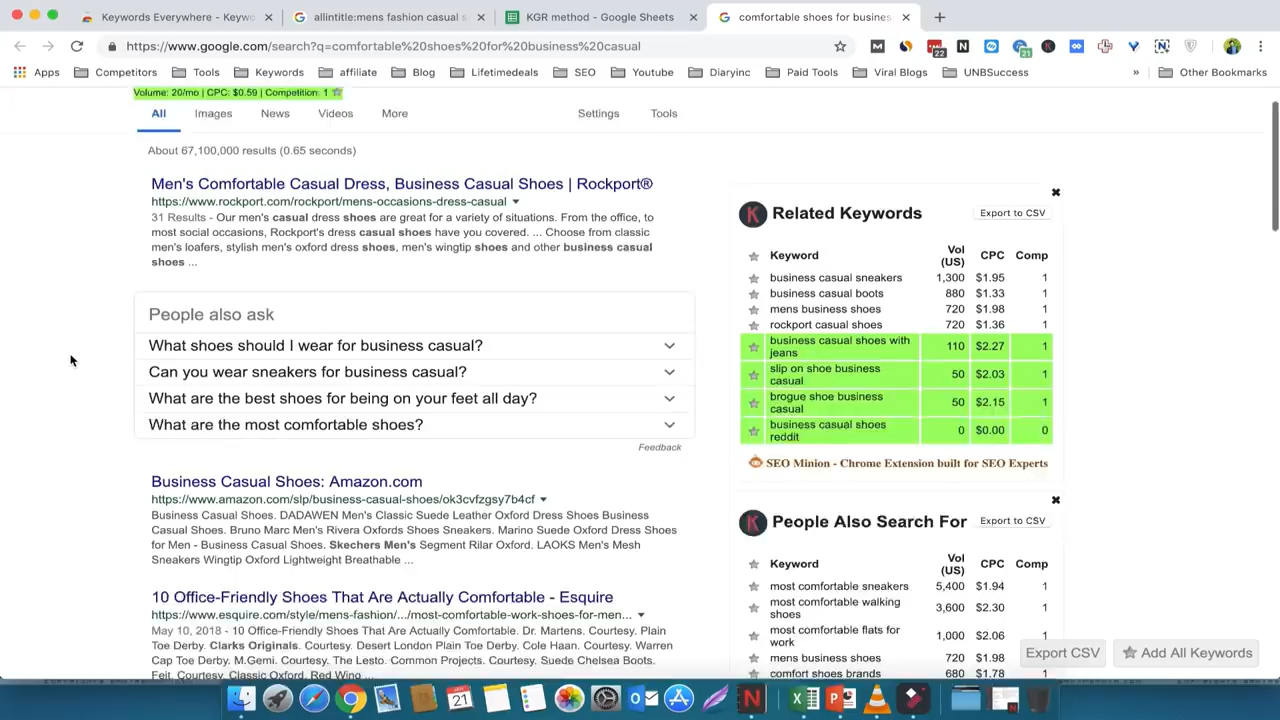 Keywords Everywhere - Keywo
allintitle:mens fashion casual s
KGR method - Google Sheets
comfortable shoes for busines
https://www.google.com/search?q=comfortable%20shoes%20for%20business%20casual
22
21
Apps
Competitors
Tools
Keywords
affiliate
Blog
Lifetimedeals
SEO
Youtube
Diaryinc
Paid Tools
Viral Blogs
UNBSuccess
»
Other Bookmarks
Volume: 20/mo | CPC: $0.59 | Competition: 1
All
Images
News
Videos
More
Settings
Tools
About 67,100,000 results (0.65 seconds)
Men's Comfortable Casual Dress, Business Casual Shoes | Rockport®
https://www.rockport.com/rockport/mens-occasions-dress-casual
31 Results - Our men's casual dress shoes are great for a variety of situations. From the office, to
most social occasions, Rockport's dress casual shoes have you covered. ... Choose from classic
men's loafers, stylish men's oxford dress shoes, men's wingtip shoes and other business casual
shoes ...
People also ask
What shoes should I wear for business casual?
Can you wear sneakers for business casual?
What are the best shoes for being on your feet all day?
What are the most comfortable shoes?
Feedback
Business Casual Shoes: Amazon.com
https://www.amazon.com/slp/business-casual-shoes/ok3cvfzgsy7b4cf
Business Casual Shoes. DADAWEN Men's Classic Suede Leather Oxford Dress Shoes Business
Casual Shoes. Bruno Marc Men's Rivera Oxfords Shoes Sneakers. Marino Suede Oxford Dress Shoes
for Men - Business Casual Shoes. Skechers Men's Segment Rilar Oxford. LAOKS Men's Mesh
Sneakers Wingtip Oxford Lightweight Breathable ...
10 Office-Friendly Shoes That Are Actually Comfortable - Esquire
https://www.esquire.com/style/mens-fashion/.../most-comfortable-work-shoes-for-men...
May 10, 2018 - 10 Office-Friendly Shoes That Are Actually Comfortable. Dr. Martens. Courtesy. Plain
Toe Derby. Clarks Originals. Courtesy. Desert London Plain Toe Derby. Cole Haan. Courtesy. Warren
Cap Toe Derby. M.Gemi. Courtesy. The Lesto. Common Projects. Courtesy. Suede Chelsea Boots.
Feit. Courtesy. Classic Oxford. Red Wing
Related Keywords
Export to CSV
Keyword Vol (US) CPC Comp
business casual sneakers 1,300 $1.95 1
business casual boots 880 $1.33 1
mens business shoes 720 $1.98 1
rockport casual shoes 720 $1.36 1
business casual shoes with
jeans 110 $2.27 1
slip on shoe business
casual 50 $2.03 1
brogue shoe business
casual 50 $2.15 1
business casual shoes
reddit 0 $0.00 0
SEO Minion - Chrome Extension built for SEO Experts
People Also Search For
Export to CSV
Keyword Vol (US) CPC Comp
most comfortable sneakers 5,400 $1.94 1
most comfortable walking
shoes 3,600 $2.30 1
most comfortable flats for
work 1,000 $2.06 1
mens business shoes 720 $1.98 1
comfort shoes brands 680 $1.78 1
Export CSV
Add All Keywords